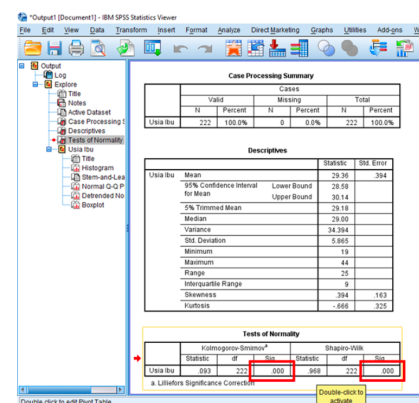 *Output1 [Document1] - IBM SPSS Statistics Viewer
File Edit View Data Transform Insert Format Analyze Direct Marketing Graphs Utilities Add-ons
Output
Log
Explore
Title
Notes
Active Dataset
Case Processing
Descriptives
Tests of Normality
Usia Ibu
Title
Histogram
Stem-and-Lea
Normal Q-Q P
Detrended No
Boxplot
Case Processing Summary
Cases
Valid Missing Total
N Percent N Percent N Percent
Usia Ibu 222 100.0% 0 0.0% 222 100.0%
Descriptives
Statistic Std. Error
Usia Ibu Mean 29.36 .394
95% Confidence Interval Lower Bound 28.58
for Mean Upper Bound 30.14
5% Trimmed Mean 29.18
Median 29.00
Variance 34.394
Std. Deviation 5.865
Minimum 19
Maximum 44
Range 25
Interquartile Range 9
Skewness .394 .163
Kurtosis -.666 .325
Tests of Normality
Kolmogorov-Smirnov^a Shapiro-Wilk
Statistic df Sig. Statistic df Sig.
Usia Ibu .093 222 .000 .968 222 .000
a. Lilliefors Significance Correction
Double-click to
activate
Double click to edit Pivot Table